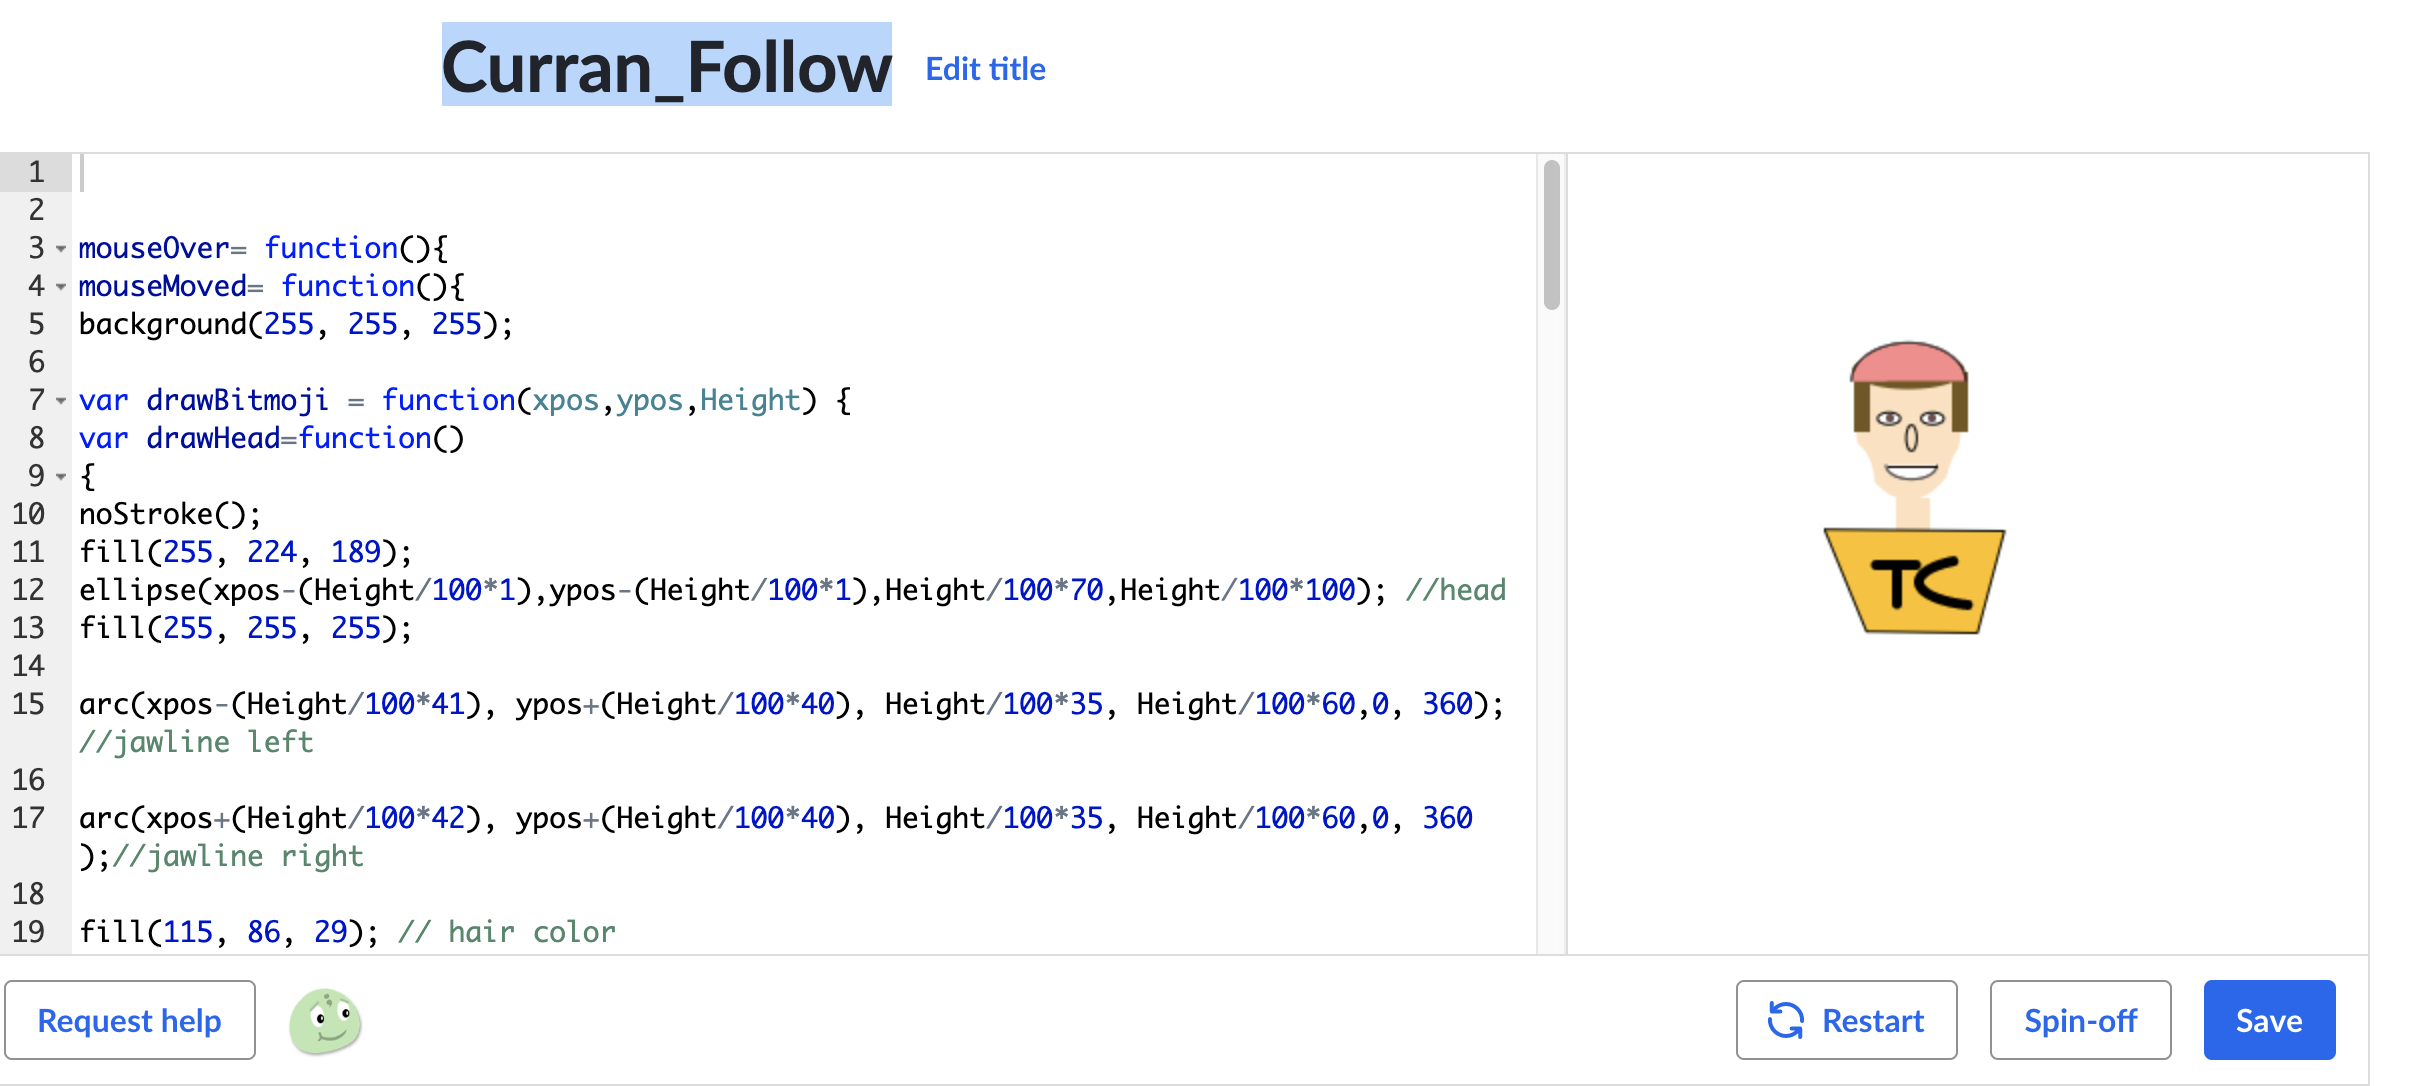 Curran_Follow Edit title
1
2
3 mouseOver= function(){
4 mouseMoved= function(){
5 background(255, 255, 255);
6
7 var drawBitmoji = function(xpos,ypos,Height) {
8 var drawHead=function()
9 {
10 noStroke();
11 fill(255, 224, 189);
12 ellipse(xpos-(Height/100*1),ypos-(Height/100*1),Height/100*70,Height/100*100); //head
13 fill(255, 255, 255);
14
15 arc(xpos-(Height/100*41), ypos+(Height/100*40), Height/100*35, Height/100*60,0, 360);
//jawline left
16
17 arc(xpos+(Height/100*42), ypos+(Height/100*40), Height/100*35, Height/100*60,0, 360
);//jawline right
18
19 fill(115, 86, 29); // hair color
TC
Request help Restart Spin-off Save